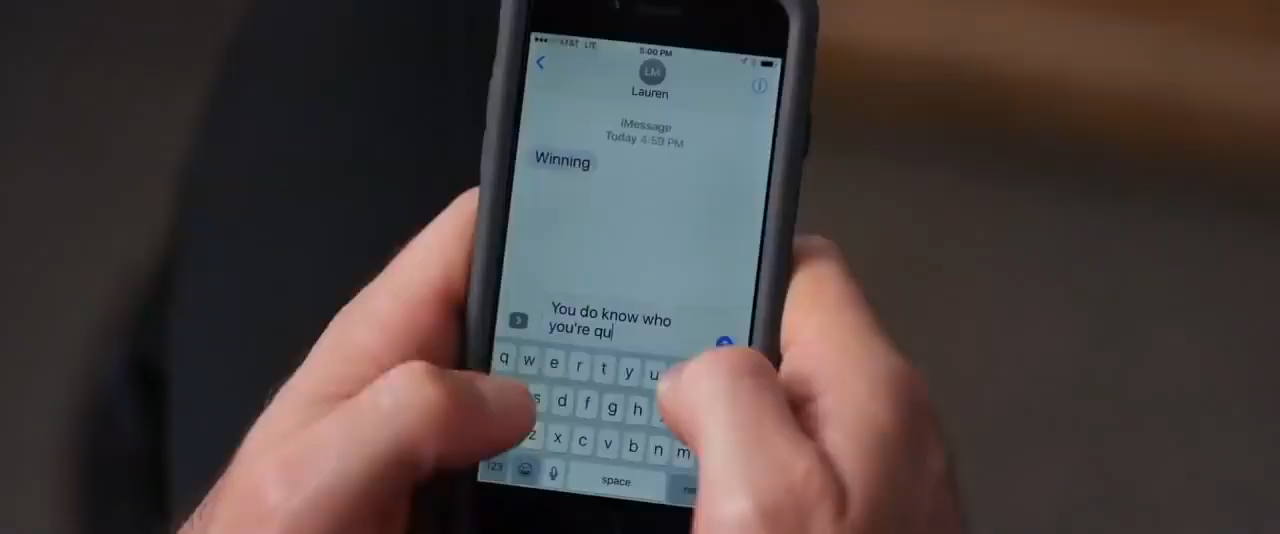 AT&T LTE 5:00 PM
LM
Lauren
iMessage
Today 4:59 PM
Winning
You do know who
you're qu
q w e r t y u
s d f g h
z x c v b n m
123 space